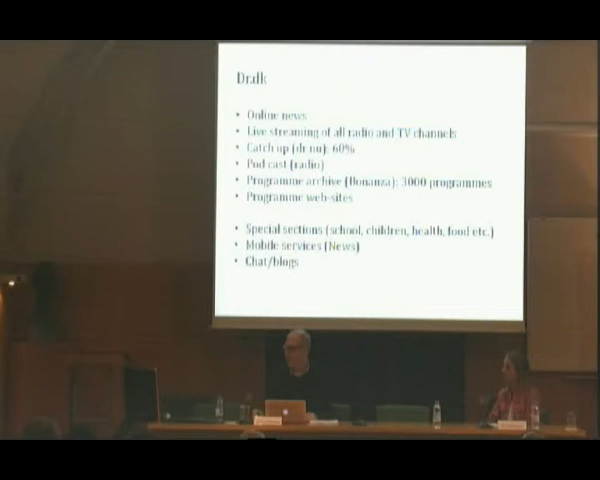 Dr.dk
• Online news
• Live streaming of all radio and TV channels
• Catch up (dr nu): 60%
• Pod cast (radio)
• Programme archive (Bonanza): 3000 programmes
• Programme web-sites
• Special sections (school, children, health, food etc.)
• Mobile services (News)
• Chat/blogs